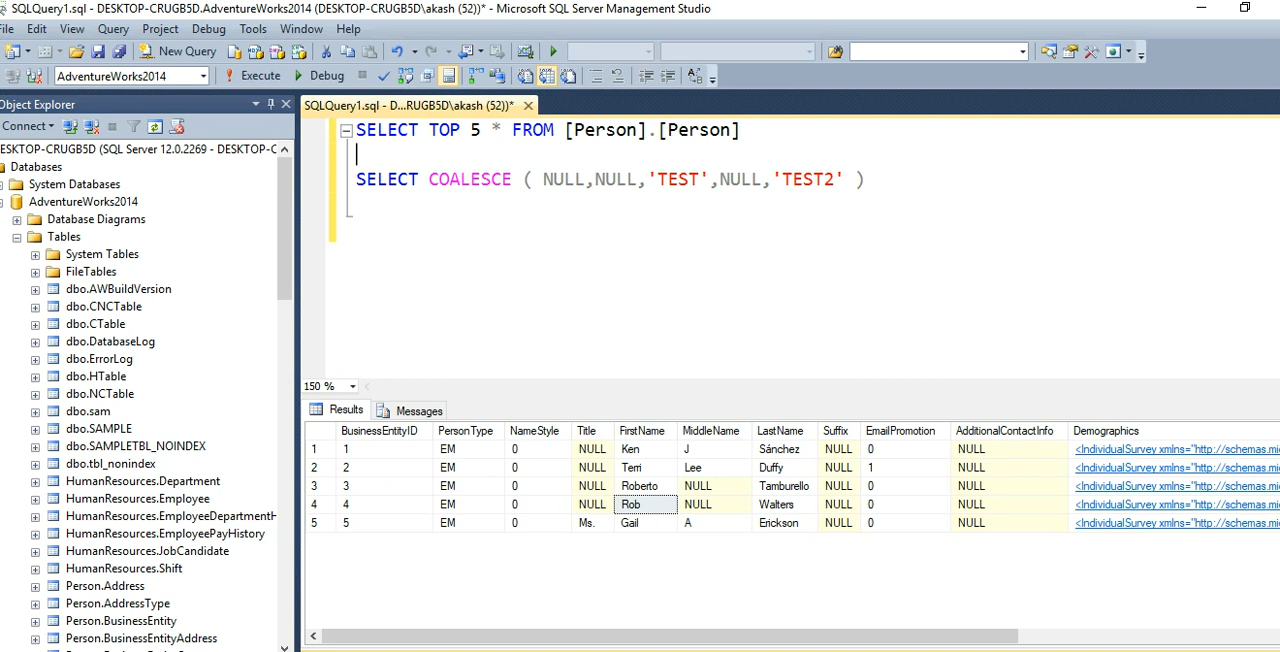 SQLQuery1.sql - DESKTOP-CRUGB5D.AdventureWorks2014 (DESKTOP-CRUGB5D\akash (52))* - Microsoft SQL Server Management Studio
File Edit View Query Project Debug Tools Window Help
New Query
AdventureWorks2014 Execute Debug
Object Explorer
Connect
ESKTOP-CRUGB5D (SQL Server 12.0.2269 - DESKTOP-C
Databases
System Databases
AdventureWorks2014
Database Diagrams
Tables
System Tables
FileTables
dbo.AWBuildVersion
dbo.CNCTable
dbo.CTable
dbo.DatabaseLog
dbo.ErrorLog
dbo.HTable
dbo.NCTable
dbo.sam
dbo.SAMPLE
dbo.SAMPLETBL_NOINDEX
dbo.tbl_nonindex
HumanResources.Department
HumanResources.Employee
HumanResources.EmployeeDepartmentH
HumanResources.EmployeePayHistory
HumanResources.JobCandidate
HumanResources.Shift
Person.Address
Person.AddressType
Person.BusinessEntity
Person.BusinessEntityAddress
SQLQuery1.sql - D...RUGB5D\akash (52))*
SELECT TOP 5 * FROM [Person].[Person]
SELECT COALESCE ( NULL,NULL,'TEST',NULL,'TEST2' )
150 %
Results Messages
BusinessEntityID PersonType NameStyle Title FirstName MiddleName LastName Suffix EmailPromotion AdditionalContactInfo Demographics
1 1 EM 0 NULL Ken J Sánchez NULL 0 NULL <IndividualSurvey xmlns="http://schemas.mi
2 2 EM 0 NULL Terri Lee Duffy NULL 1 NULL <IndividualSurvey xmlns="http://schemas.mi
3 3 EM 0 NULL Roberto NULL Tamburello NULL 0 NULL <IndividualSurvey xmlns="http://schemas.mi
4 4 EM 0 NULL Rob NULL Walters NULL 0 NULL <IndividualSurvey xmlns="http://schemas.mi
5 5 EM 0 Ms. Gail A Erickson NULL 0 NULL <IndividualSurvey xmlns="http://schemas.mi